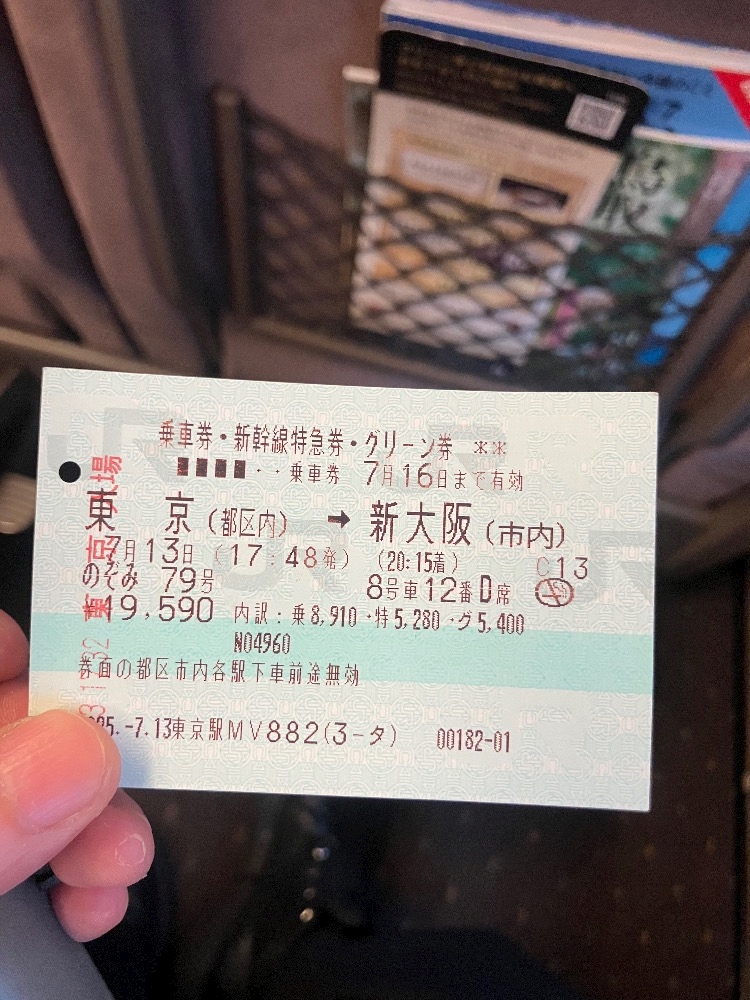 乗車券・新幹線特急券・グリーン券 **
■■■■・・乗車券 7月16日まで有効
東 京(都区内) → 新大阪(市内)
7月13日 (17:48発) (20:15着) C13
のぞみ 79号 8号車12番D席
19,590 内訳:乗8,910・特5,280・グ5,400
N04960
券面の都区市内各駅下車前途無効
-7.13東京駅MV882(3-タ) 00182-01